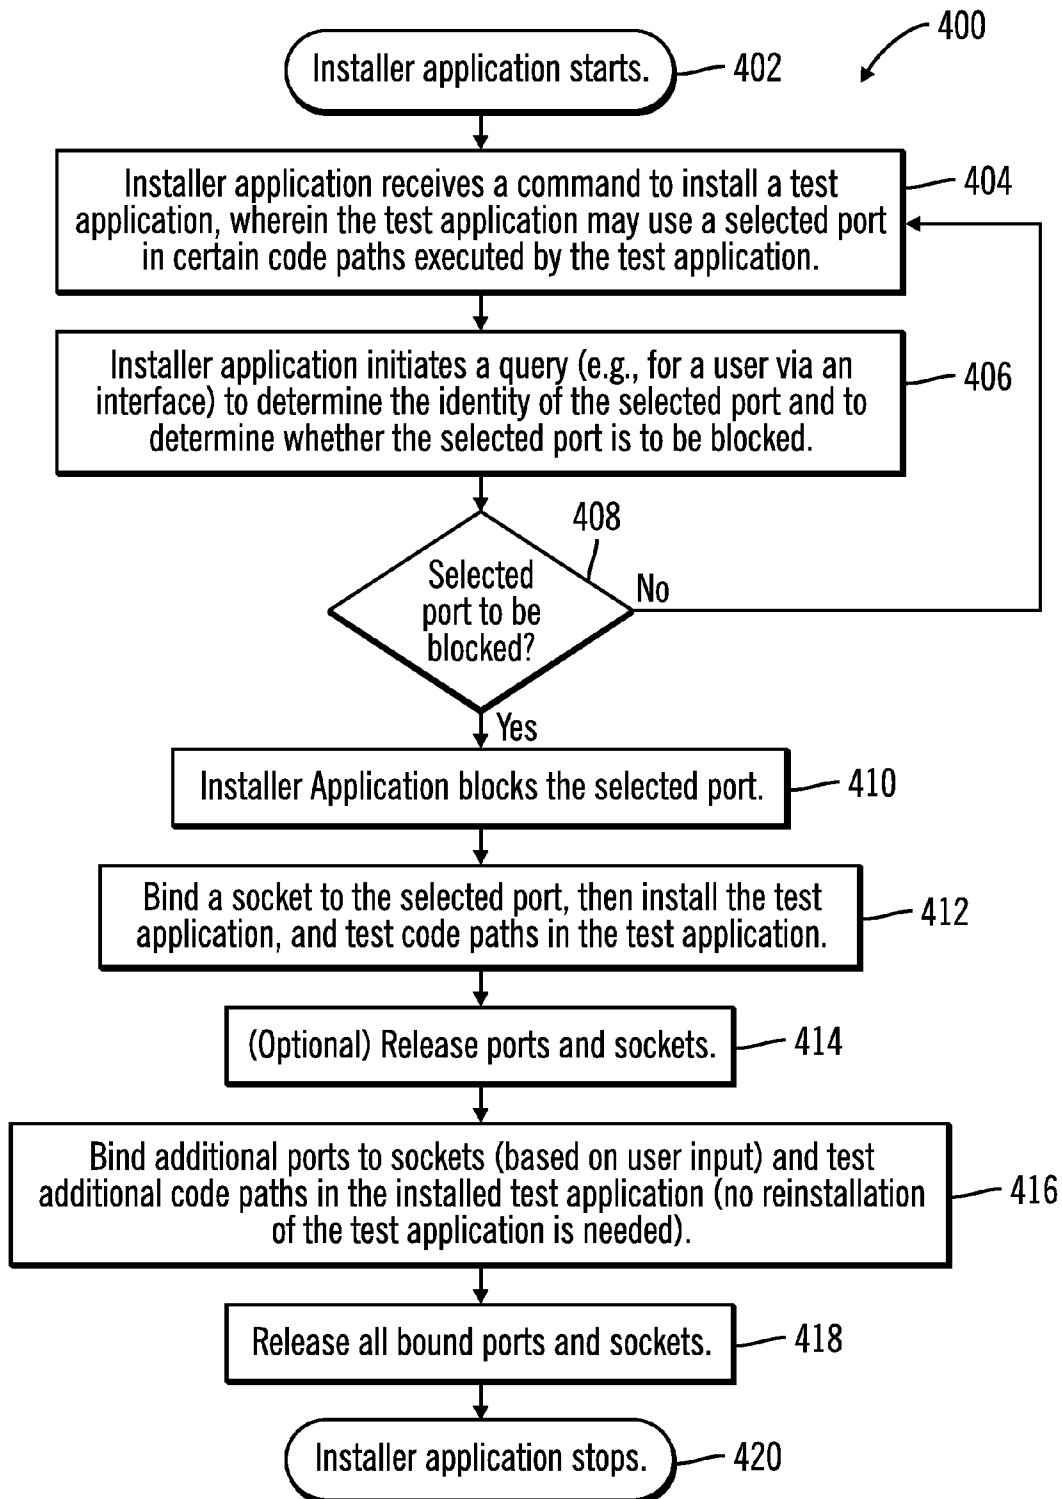 400
Installer application starts.
402
Installer application receives a command to install a test
application, wherein the test application may use a selected port
in certain code paths executed by the test application.
404
Installer application initiates a query (e.g., for a user via an
interface) to determine the identity of the selected port and to
determine whether the selected port is to be blocked.
406
408
Selected
port to be
blocked?
No
Yes
Installer Application blocks the selected port.
410
Bind a socket to the selected port, then install the test
application, and test code paths in the test application.
412
(Optional) Release ports and sockets.
414
Bind additional ports to sockets (based on user input) and test
additional code paths in the installed test application (no reinstallation
of the test application is needed).
416
Release all bound ports and sockets.
418
Installer application stops.
420